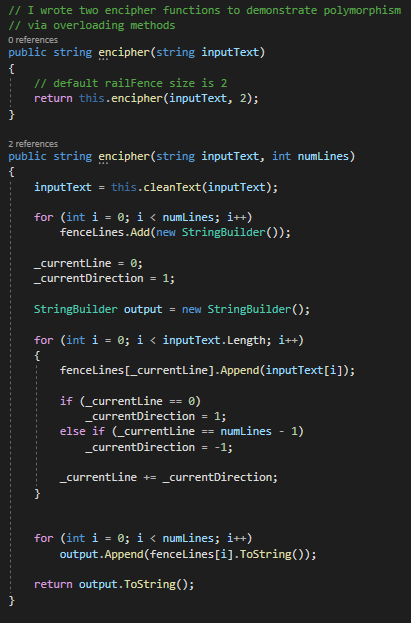 // I wrote two encipher functions to demonstrate polymorphism
// via overloading methods
0 references
public string encipher(string inputText)
{
    // default railFence size is 2
    return this.encipher(inputText, 2);
}
2 references
public string encipher(string inputText, int numLines)
{
    inputText = this.cleanText(inputText);

    for (int i = 0; i < numLines; i++)
        fenceLines.Add(new StringBuilder());

    _currentLine = 0;
    _currentDirection = 1;

    StringBuilder output = new StringBuilder();

    for (int i = 0; i < inputText.Length; i++)
    {
        fenceLines[_currentLine].Append(inputText[i]);

        if (_currentLine == 0)
            _currentDirection = 1;
        else if (_currentLine == numLines - 1)
            _currentDirection = -1;

        _currentLine += _currentDirection;
    }

    for (int i = 0; i < numLines; i++)
        output.Append(fenceLines[i].ToString());

    return output.ToString();
}